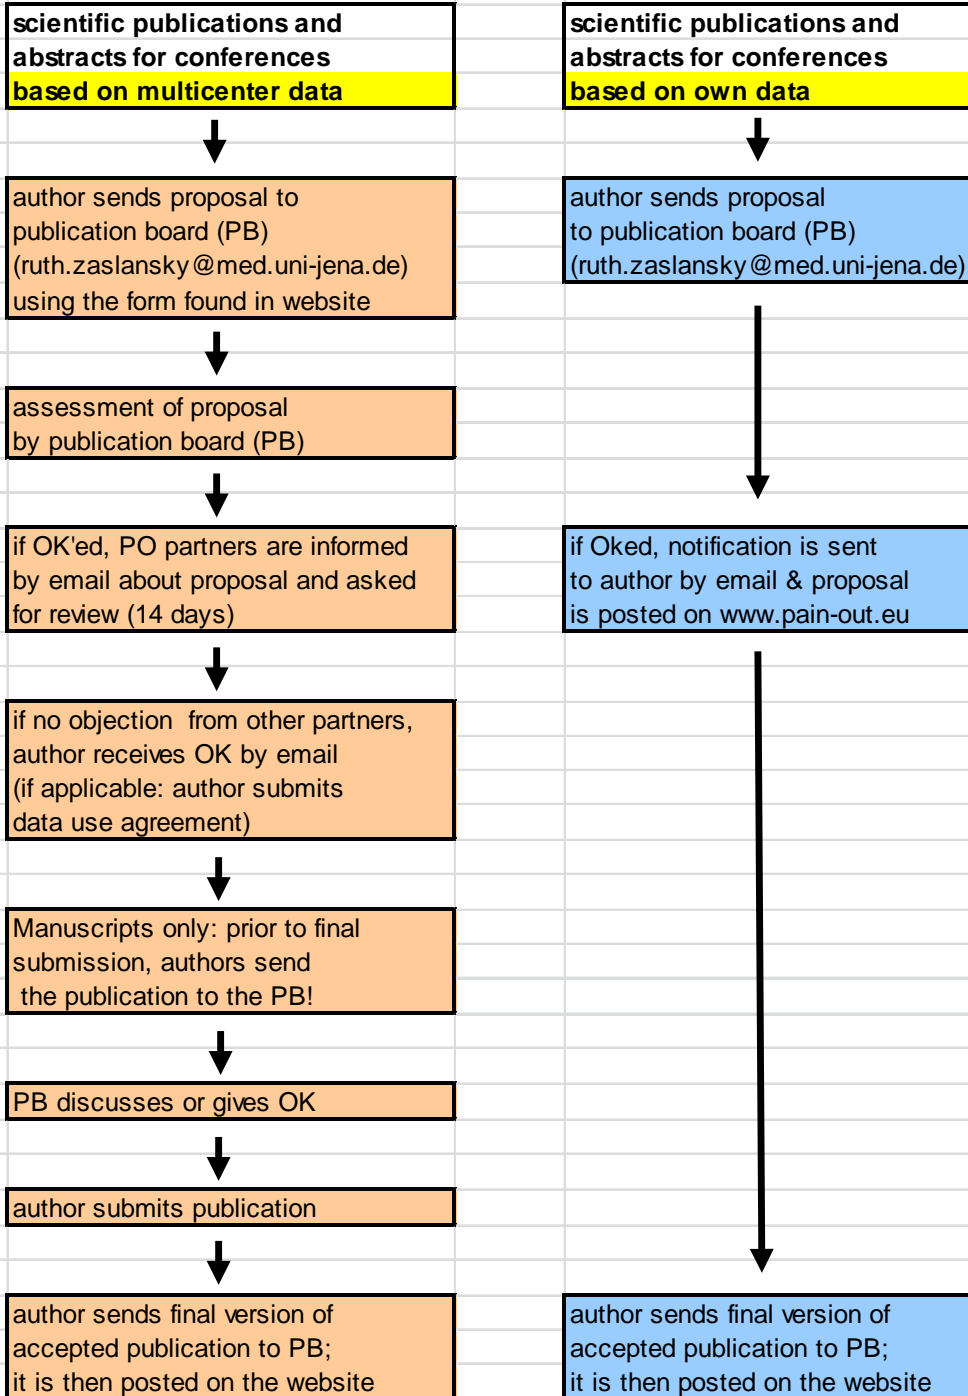 scientific publications and
abstracts for conferences
based on multicenter data
author sends proposal to
publication board (PB)
(ruth.zaslansky@med.uni-jena.de)
using the form found in website
assessment of proposal
by publication board (PB)
if OK'ed, PO partners are informed
by email about proposal and asked
for review (14 days)
if no objection  from other partners,
author receives OK by email
(if applicable: author submits
data use agreement)
Manuscripts only: prior to final
submission, authors send
the publication to the PB!
PB discusses or gives OK
author submits publication
author sends final version of
accepted publication to PB;
it is then posted on the website
scientific publications and
abstracts for conferences
based on own data
author sends proposal
to publication board (PB)
(ruth.zaslansky@med.uni-jena.de)
if Oked, notification is sent
to author by email & proposal
is posted on www.pain-out.eu
author sends final version of
accepted publication to PB;
it is then posted on the website